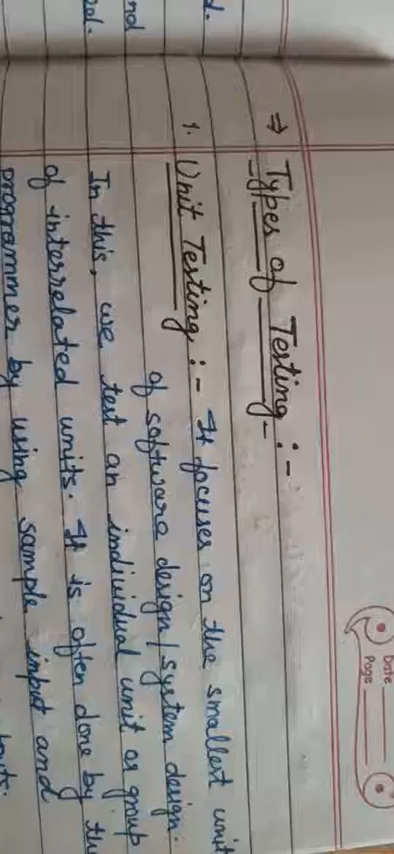 Date
Page
⇒ Types of Testing :-
1. Unit Testing :- It focuses on the smallest unit
of software design/system design.
In this, we test an individual unit or group
of interrelated units. It is often done by the
programmer by using sample input and